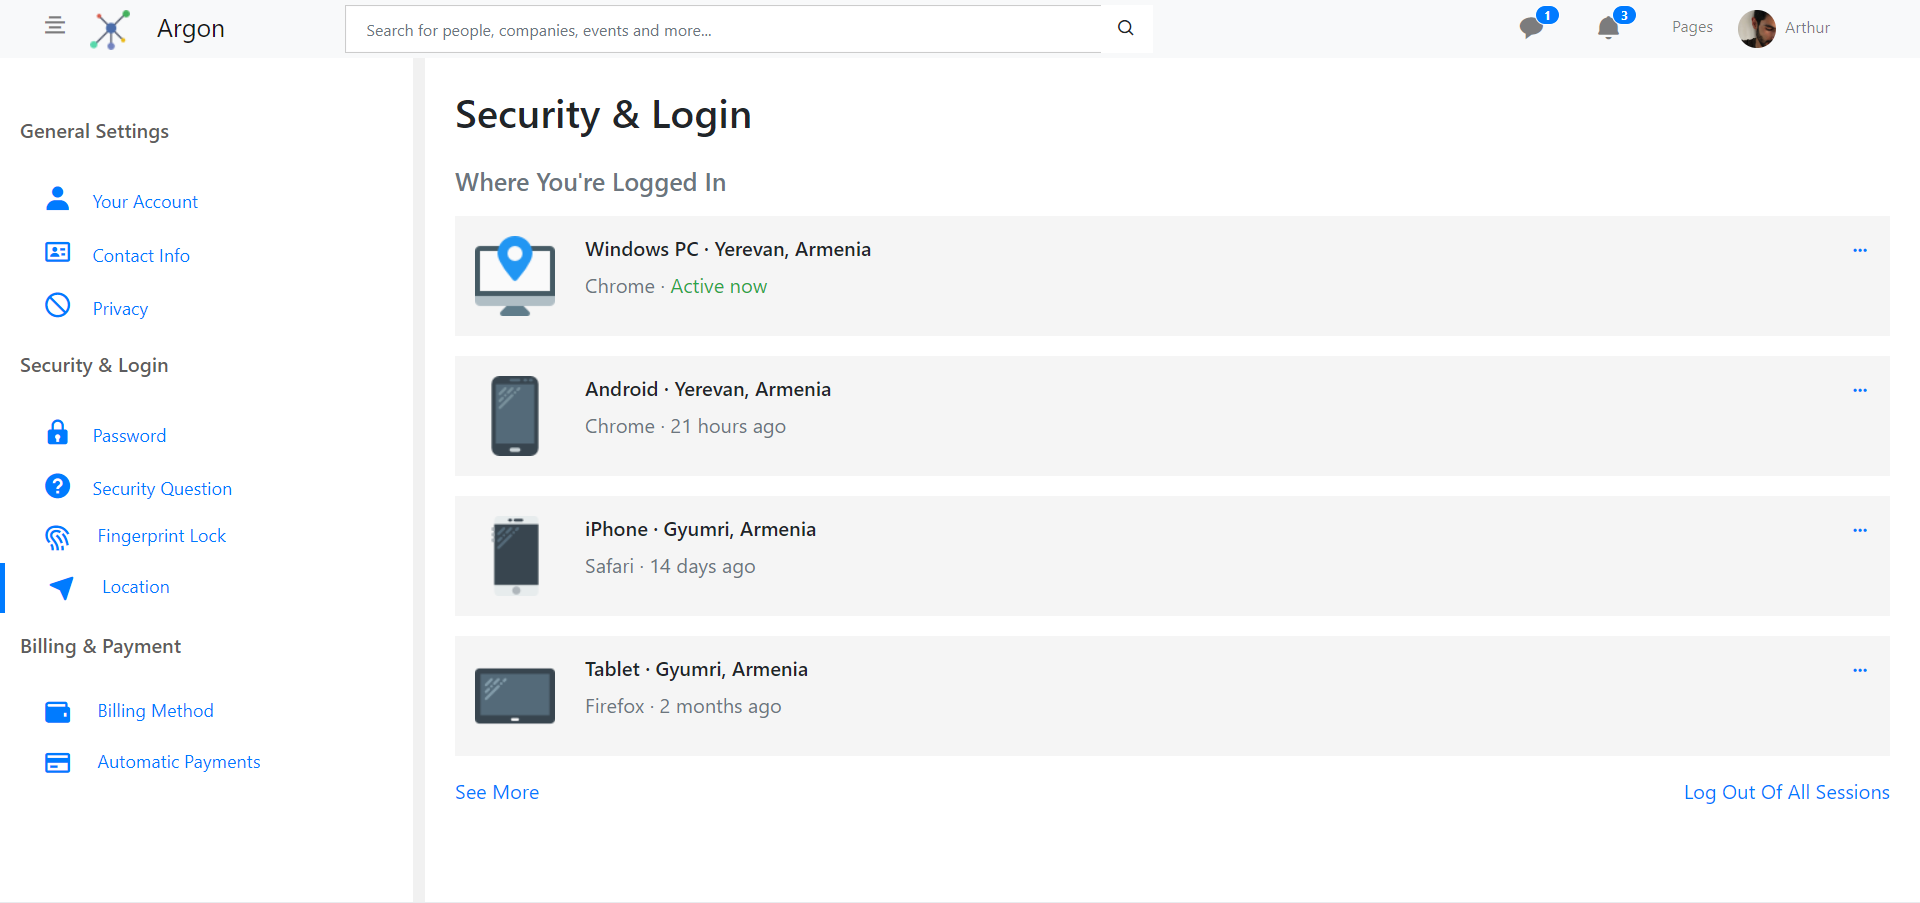 Argon
Search for people, companies, events and more...
1
3
Pages
Arthur
General Settings
Your Account
Contact Info
Privacy
Security & Login
Password
Security Question
Fingerprint Lock
Location
Billing & Payment
Billing Method
Automatic Payments
Security & Login
Where You're Logged In
Windows PC · Yerevan, Armenia
Chrome · Active now
Android · Yerevan, Armenia
Chrome · 21 hours ago
iPhone · Gyumri, Armenia
Safari · 14 days ago
Tablet · Gyumri, Armenia
Firefox · 2 months ago
See More
Log Out Of All Sessions